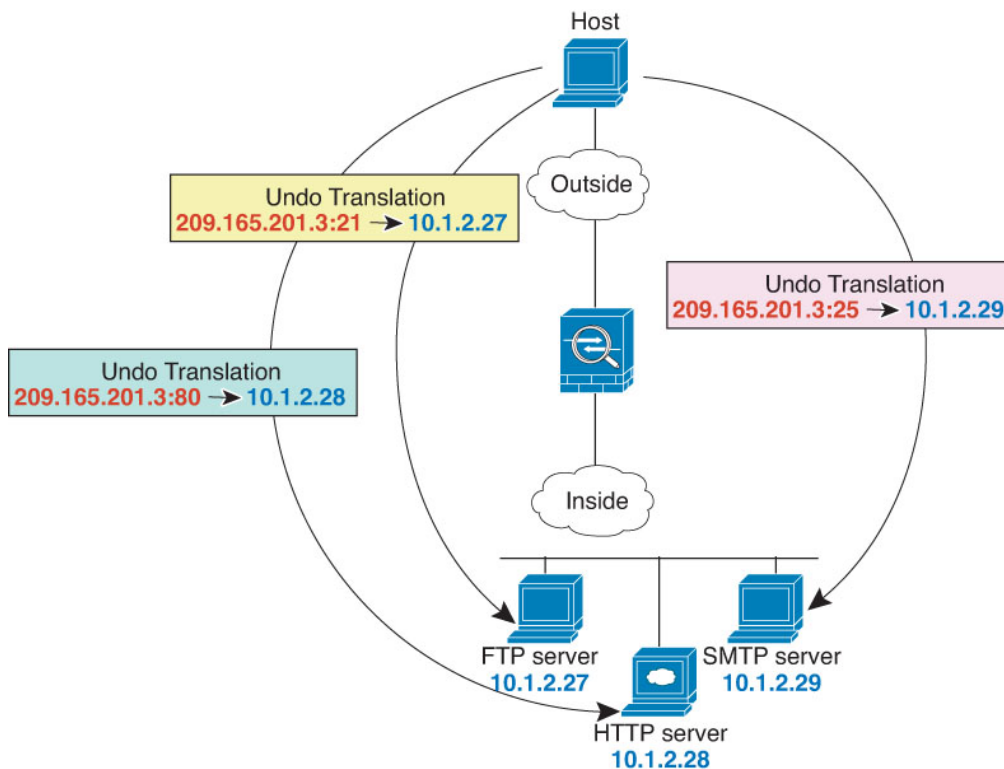 Host
Outside
Undo Translation
209.165.201.3:21 → 10.1.2.27
Undo Translation
209.165.201.3:25 → 10.1.2.29
Undo Translation
209.165.201.3:80 → 10.1.2.28
Inside
FTP server
10.1.2.27
SMTP server
10.1.2.29
HTTP server
10.1.2.28